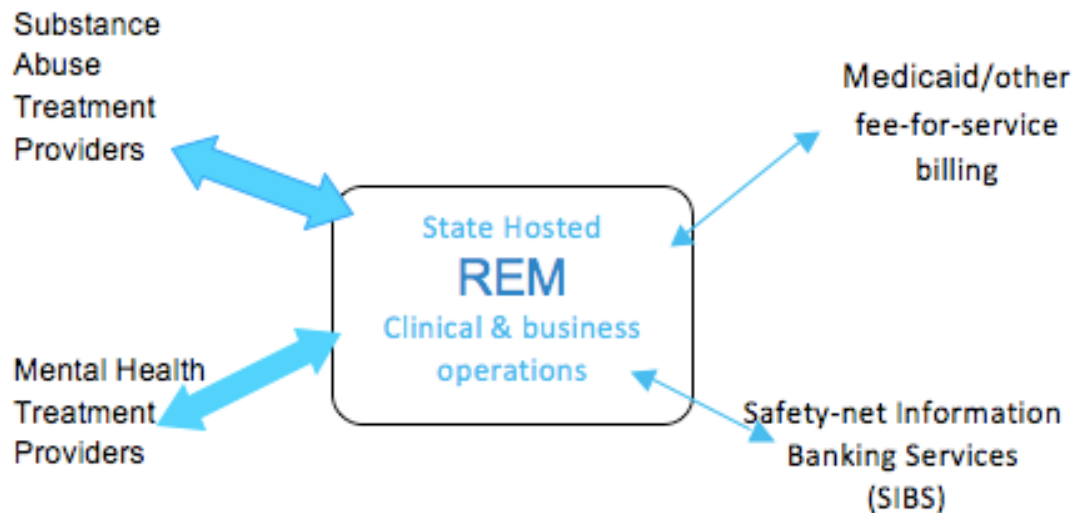 Substance
Abuse
Treatment
Providers
Medicaid/other
fee-for-service
billing
State Hosted
REM
Clinical & business
operations
Mental Health
Treatment
Providers
Safety-net Information
Banking Services
(SIBS)